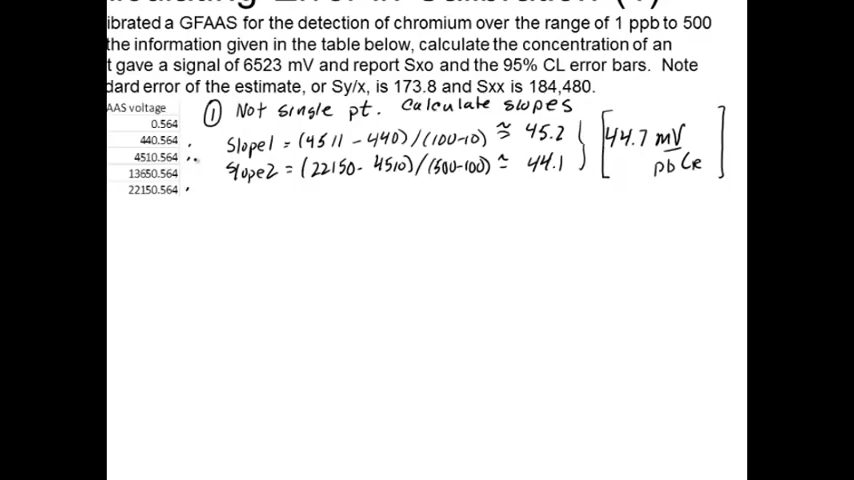 ibrated a GFAAS for the detection of chromium over the range of 1 ppb to 500
the information given in the table below, calculate the concentration of an
t gave a signal of 6523 mV and report Sxo and the 95% CL error bars. Note
dard error of the estimate, or Sy/x, is 173.8 and Sxx is 184,480.
AAS voltage
0.564
440.564
4510.564
13650.564
22150.564
① Not single pt. Calculate slopes
Slope1 = (4511 - 440)/(100-10) ≅ 45.2
Slope2 = (22150 - 4510)/(500-100) ≅ 44.1
44.7 mV
ppb Cr